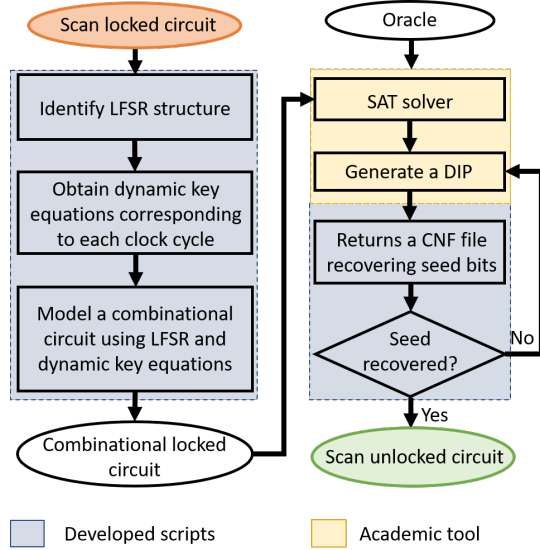 Scan locked circuit
Identify LFSR structure
Obtain dynamic key
equations corresponding
to each clock cycle
Model a combinational
circuit using LFSR and
dynamic key equations
Combinational locked
circuit
Oracle
SAT solver
Generate a DIP
Returns a CNF file
recovering seed bits
Seed
recovered?
No
Yes
Scan unlocked circuit
Developed scripts
Academic tool